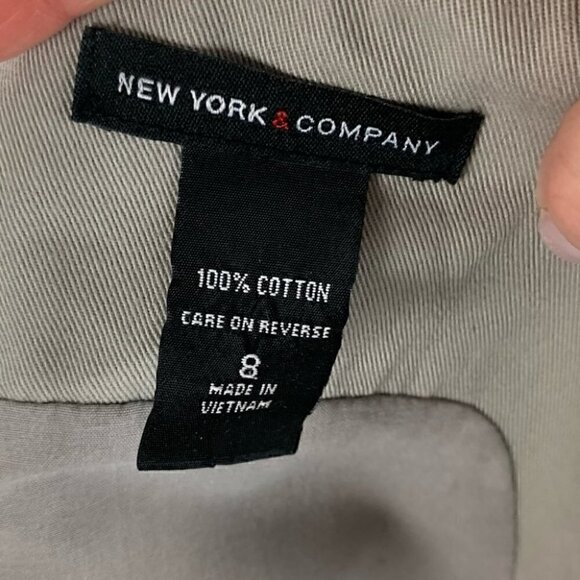 NEW YORK & COMPANY
100% COTTON
CARE ON REVERSE
8
MADE IN
VIETNAM